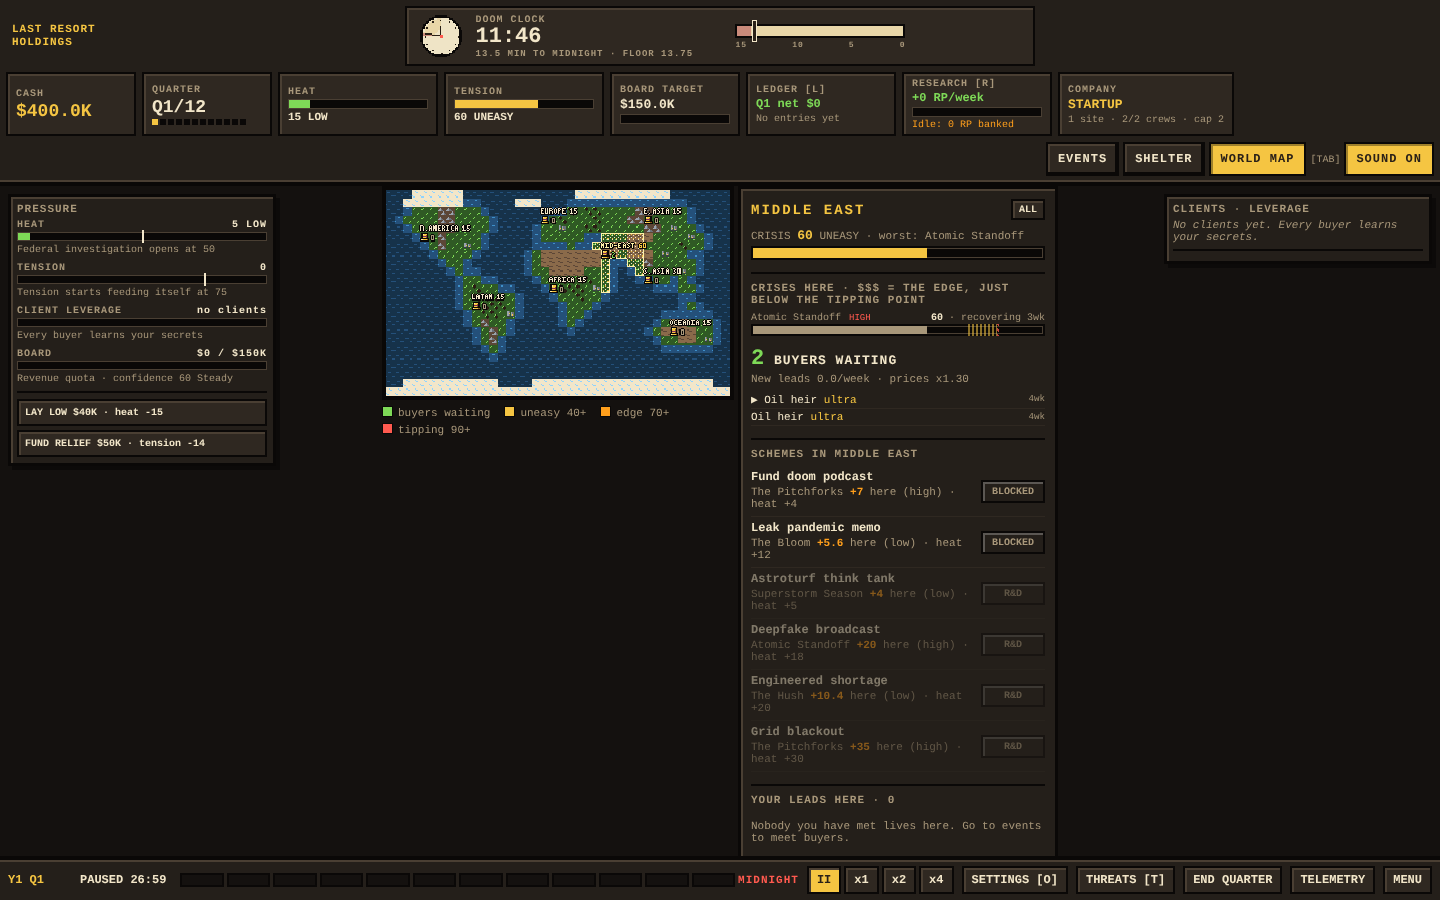 LAST RESORT
HOLDINGS
DOOM CLOCK
11:46
13.5 MIN TO MIDNIGHT · FLOOR 13.75
15 10 5 0
CASH
$400.0K
QUARTER
Q1/12
HEAT
15 LOW
TENSION
60 UNEASY
BOARD TARGET
$150.0K
LEDGER [L]
Q1 net $0
No entries yet
RESEARCH [R]
+0 RP/week
Idle: 0 RP banked
COMPANY
STARTUP
1 site · 2/2 crews · cap 2
EVENTS
SHELTER
WORLD MAP
[TAB]
SOUND ON
PRESSURE
HEAT 5 LOW
Federal investigation opens at 50
TENSION 0
Tension starts feeding itself at 75
CLIENT LEVERAGE no clients
Every buyer learns your secrets
BOARD $0 / $150K
Revenue quota · confidence 60 Steady
LAY LOW $40K · heat -15
FUND RELIEF $50K · tension -14
EUROPE 15
E.ASIA 15
N.AMERICA 15
MID-EAST 60
S.ASIA 30
AFRICA 15
LATAM 15
OCEANIA 15
buyers waiting
uneasy 40+
edge 70+
tipping 90+
MIDDLE EAST
ALL
CRISIS 60 UNEASY · worst: Atomic Standoff
CRISES HERE · $$$ = THE EDGE, JUST
BELOW THE TIPPING POINT
Atomic Standoff HIGH 60 · recovering 3wk
2 BUYERS WAITING
New leads 0.0/week · prices x1.30
▶ Oil heir ultra 4wk
Oil heir ultra 4wk
SCHEMES IN MIDDLE EAST
Fund doom podcast
The Pitchforks +7 here (high) ·
heat +4
BLOCKED
Leak pandemic memo
The Bloom +5.6 here (low) · heat
+12
BLOCKED
Astroturf think tank
Superstorm Season +4 here (low) ·
heat +5
R&D
Deepfake broadcast
Atomic Standoff +20 here (high) ·
heat +18
R&D
Engineered shortage
The Hush +10.4 here (low) · heat
+20
R&D
Grid blackout
The Pitchforks +35 here (high) ·
heat +30
R&D
YOUR LEADS HERE · 0
Nobody you have met lives here. Go to events
to meet buyers.
CLIENTS · LEVERAGE
No clients yet. Every buyer learns
your secrets.
Y1 Q1
PAUSED 26:59
MIDNIGHT
II
x1
x2
x4
SETTINGS [O]
THREATS [T]
END QUARTER
TELEMETRY
MENU